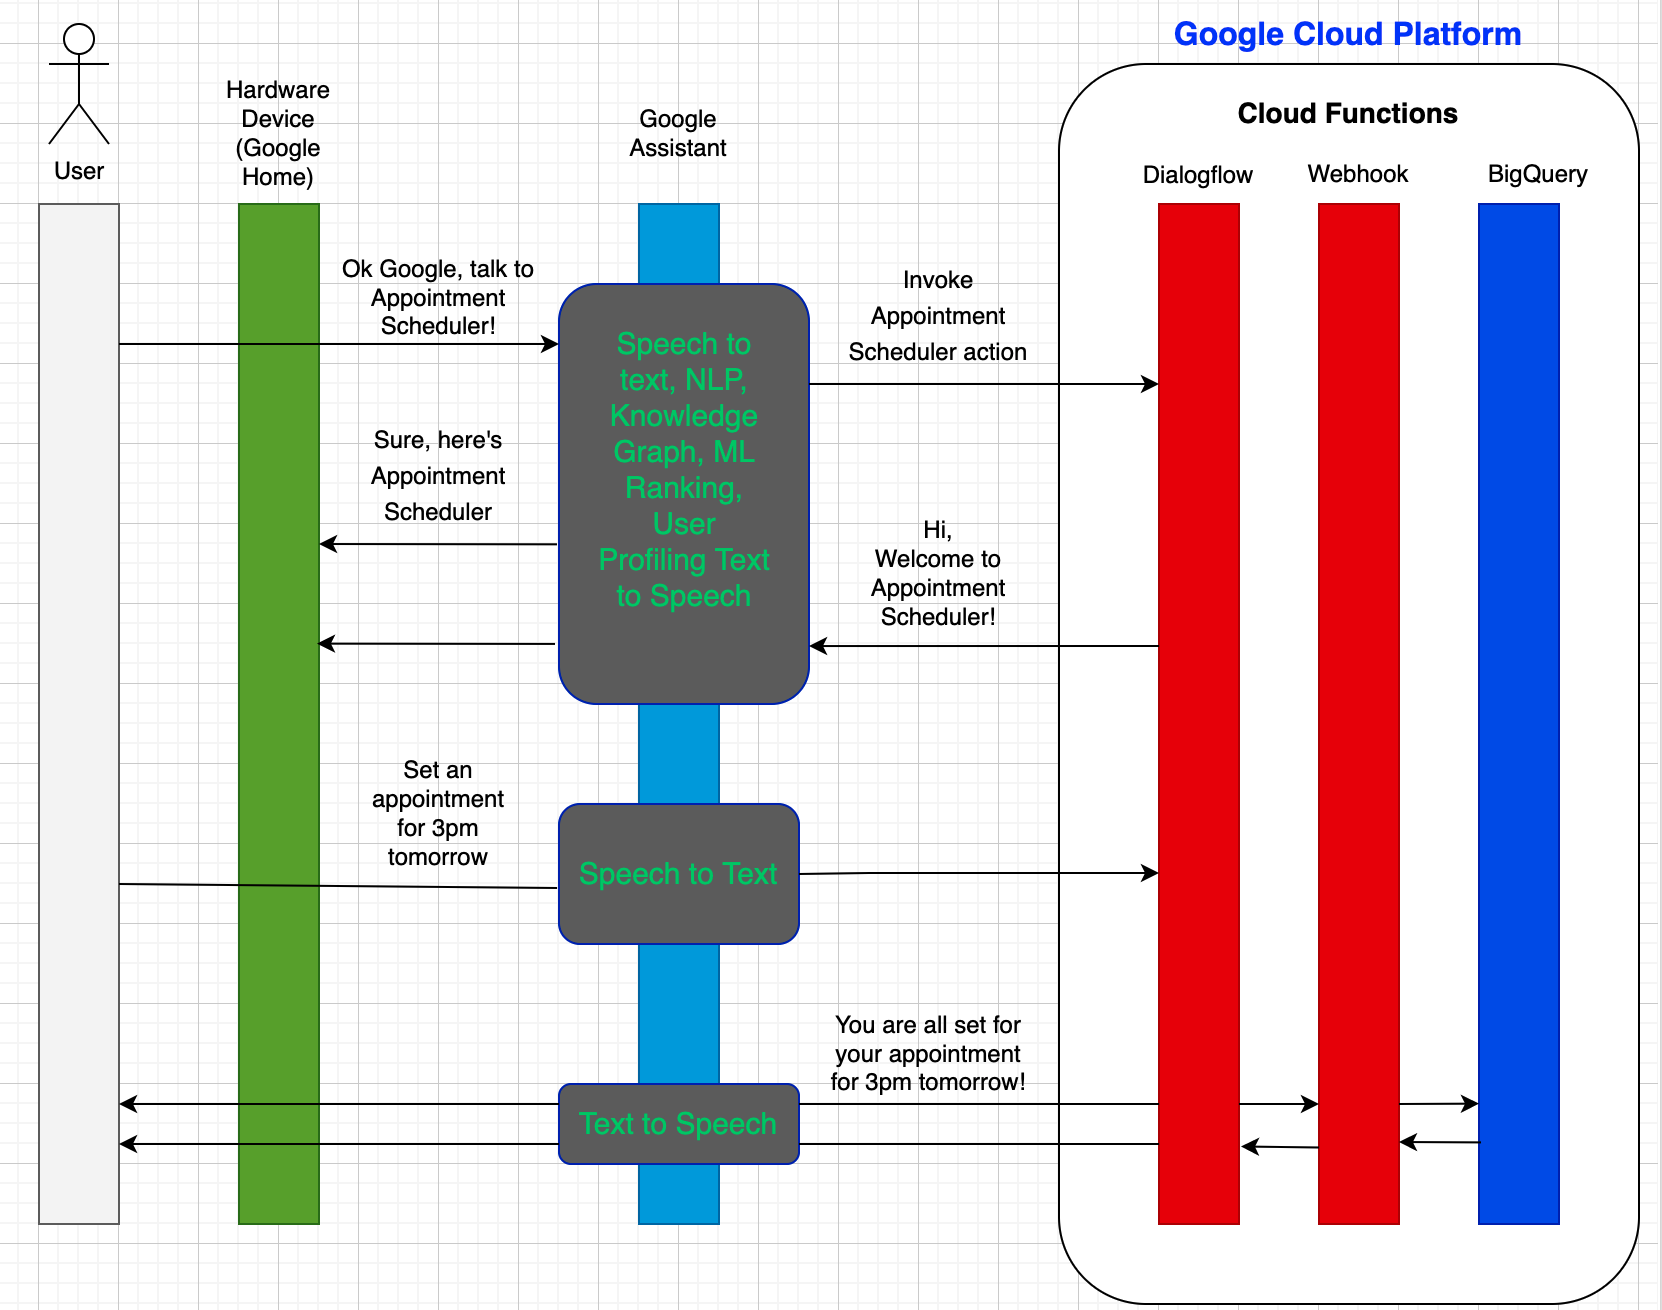 Google Cloud Platform
Cloud Functions
User
Hardware
Device
(Google
Home)
Google
Assistant
Dialogflow
Webhook
BigQuery
Ok Google, talk to
Appointment
Scheduler!
Speech to
text, NLP,
Knowledge
Graph, ML
Ranking,
User
Profiling Text
to Speech
Invoke
Appointment
Scheduler action
Sure, here's
Appointment
Scheduler
Hi,
Welcome to
Appointment
Scheduler!
Set an
appointment
for 3pm
tomorrow
Speech to Text
You are all set for
your appointment
for 3pm tomorrow!
Text to Speech